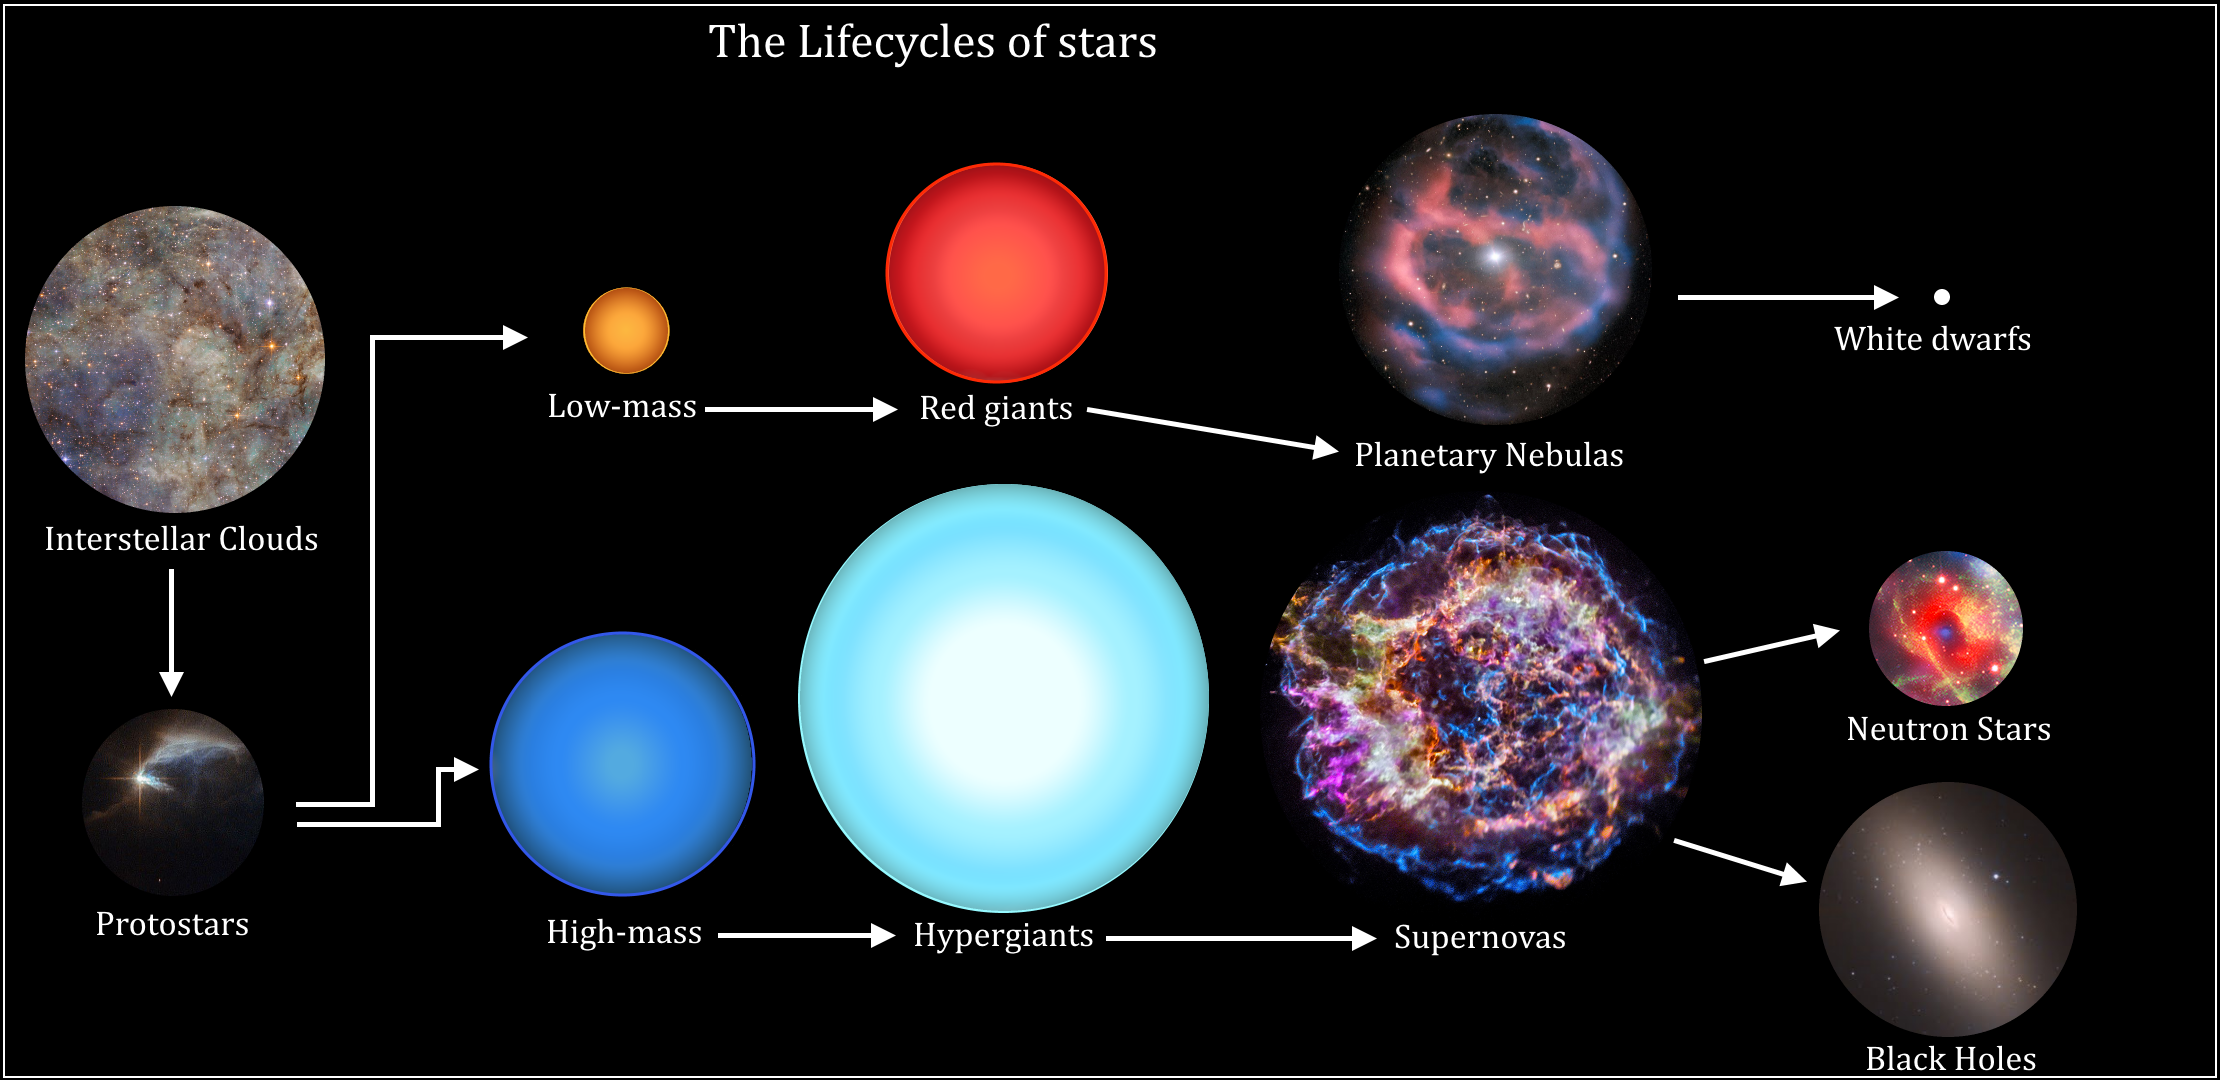 The Lifecycles of stars
Interstellar Clouds
Protostars
Low-mass
Red giants
Planetary Nebulas
White dwarfs
High-mass
Hypergiants
Supernovas
Neutron Stars
Black Holes